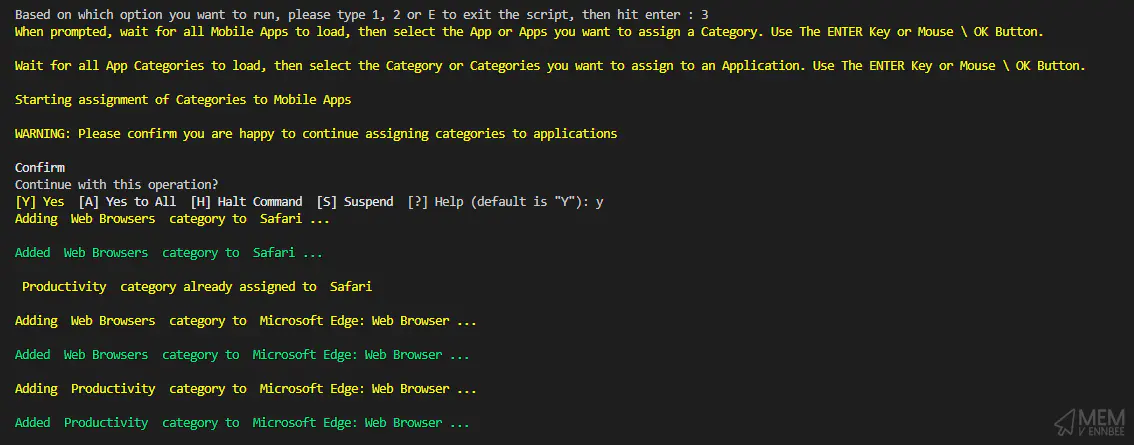 Based on which option you want to run, please type 1, 2 or E to exit the script, then hit enter : 3
When prompted, wait for all Mobile Apps to load, then select the App or Apps you want to assign a Category. Use The ENTER Key or Mouse \ OK Button.
Wait for all App Categories to load, then select the Category or Categories you want to assign to an Application. Use The ENTER Key or Mouse \ OK Button.
Starting assignment of Categories to Mobile Apps
WARNING: Please confirm you are happy to continue assigning categories to applications
Confirm
Continue with this operation?
[Y] Yes  [A] Yes to All  [H] Halt Command  [S] Suspend  [?] Help (default is "Y"): y
Adding  Web Browsers  category to  Safari ...
Added  Web Browsers  category to  Safari ...
Productivity  category already assigned to  Safari
Adding  Web Browsers  category to  Microsoft Edge: Web Browser ...
Added  Web Browsers  category to  Microsoft Edge: Web Browser ...
Adding  Productivity  category to  Microsoft Edge: Web Browser ...
Added  Productivity  category to  Microsoft Edge: Web Browser ...
MEM
V ENNBEE